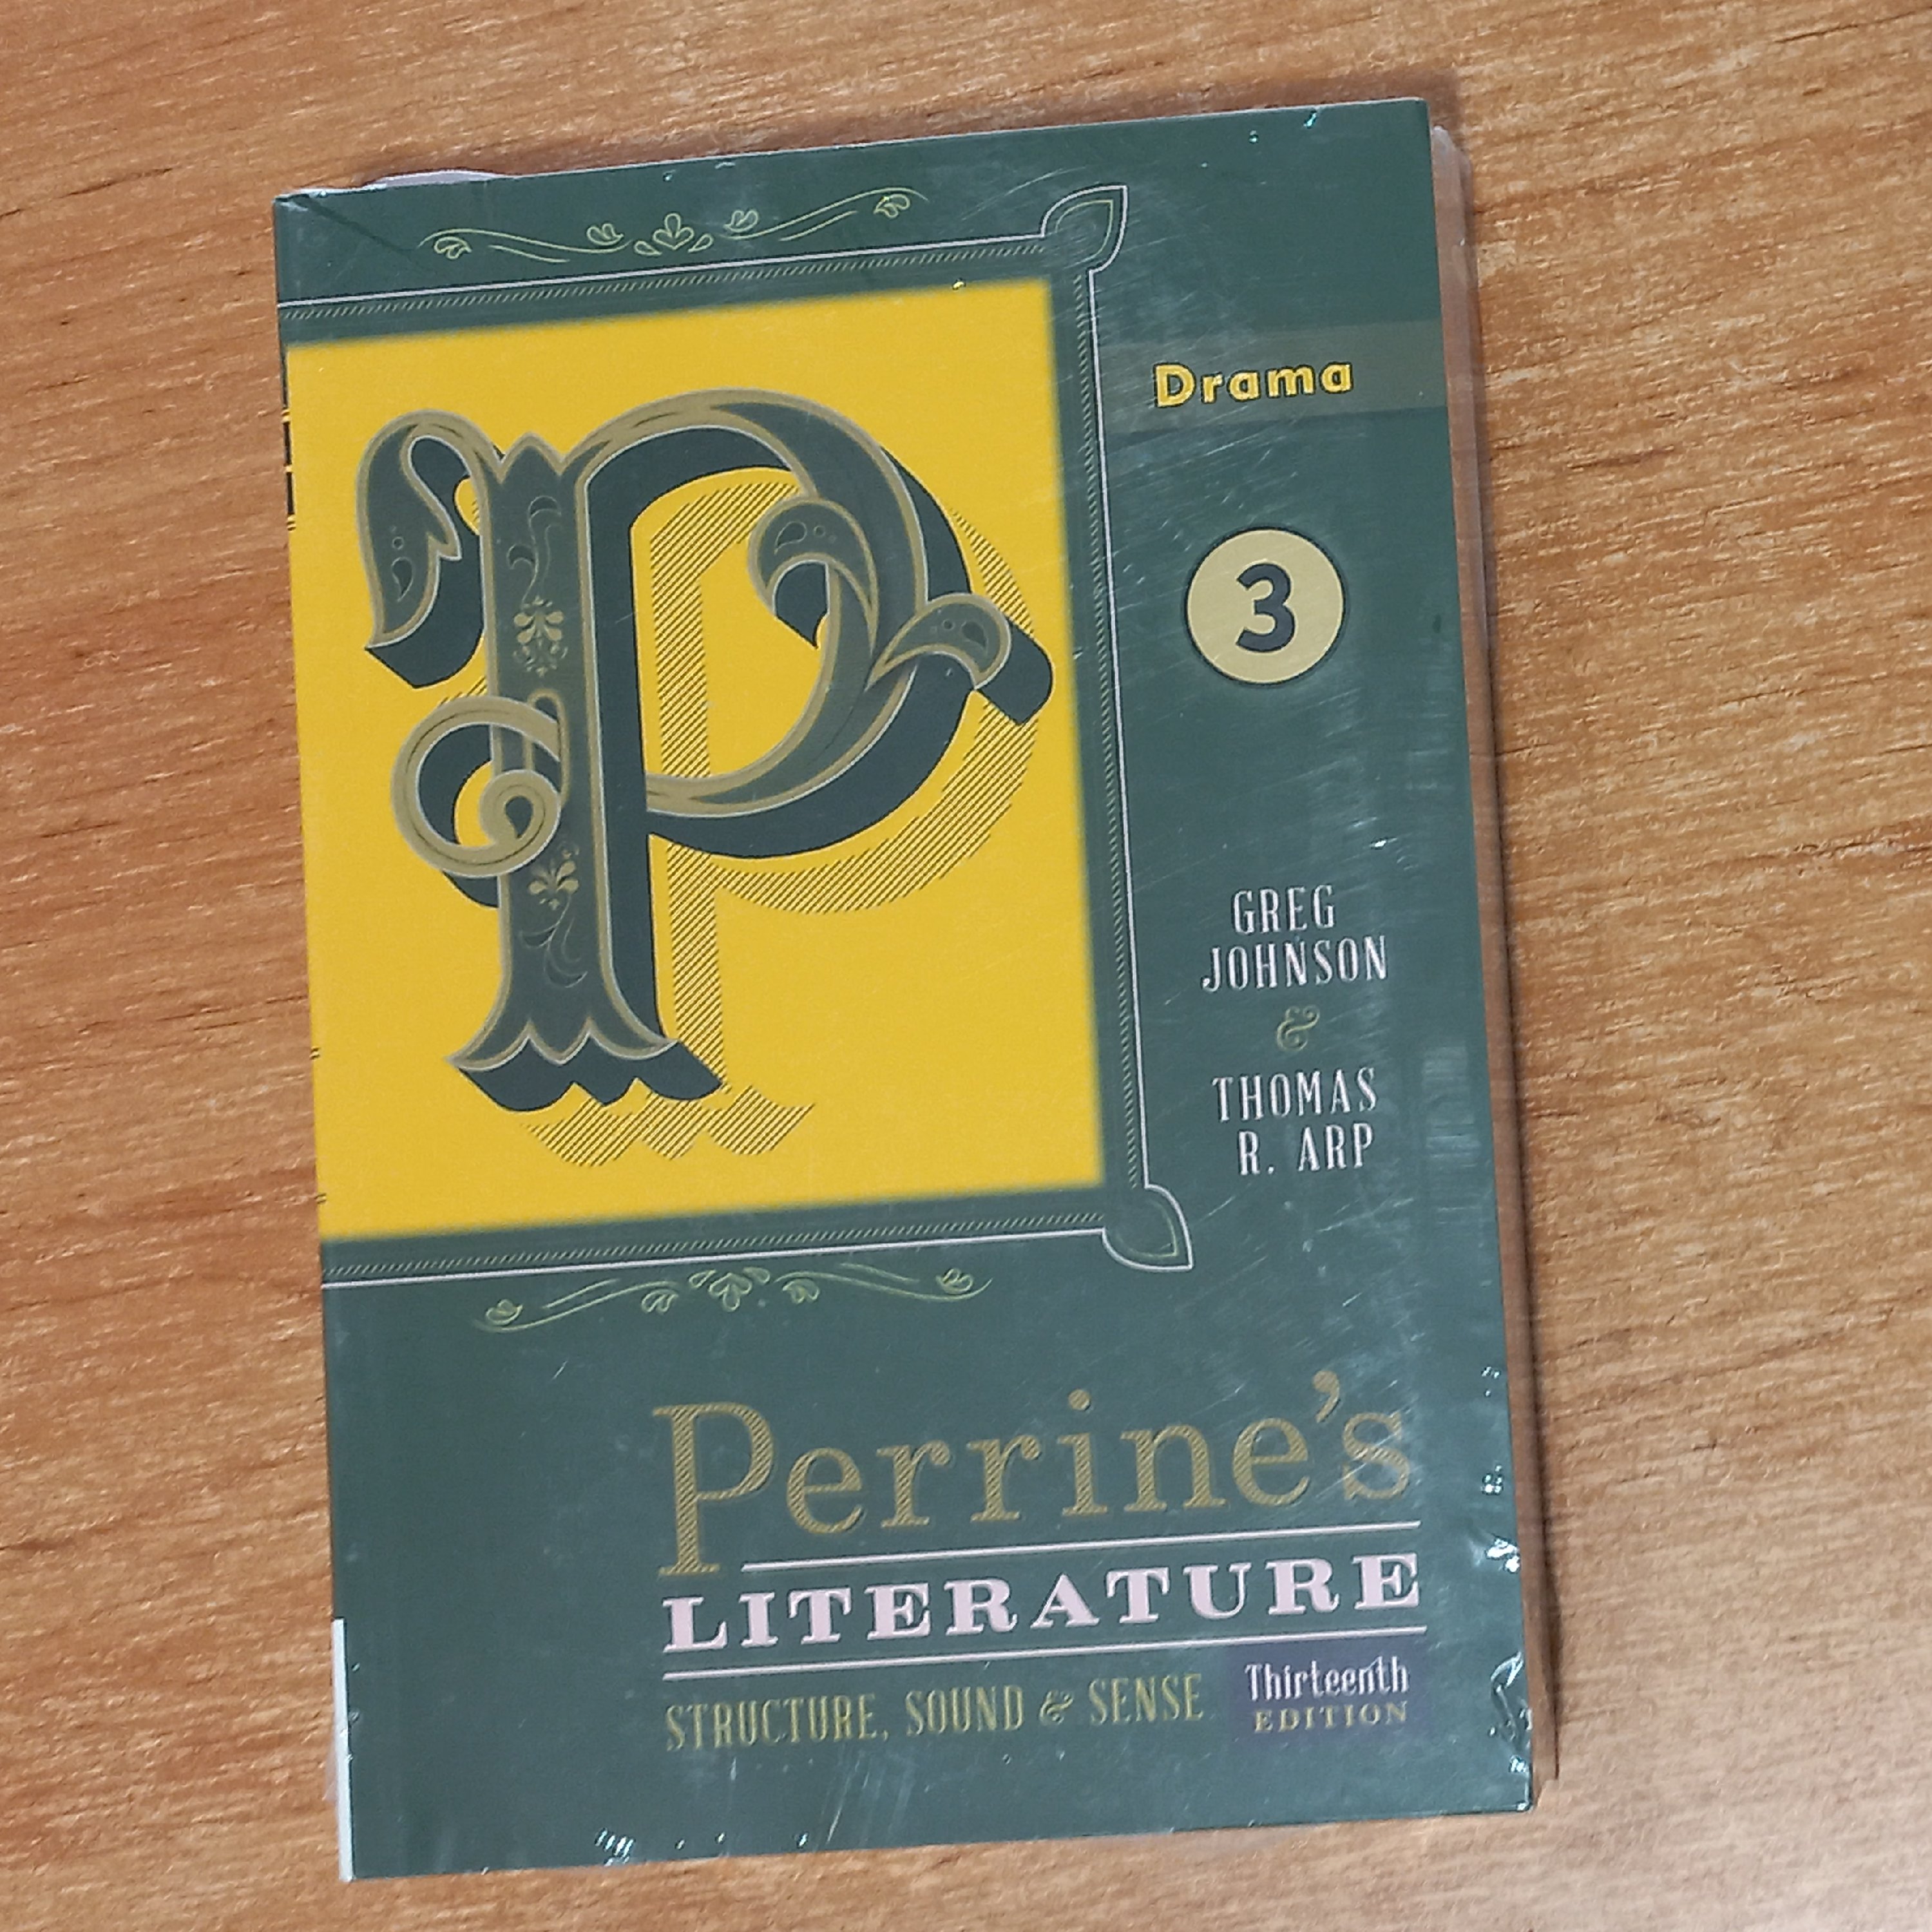 Drama
3
P
GREG
JOHNSON
&
THOMAS
R. ARP
Perrine's
LITERATURE
STRUCTURE, SOUND & SENSE
Thirteenth
EDITION